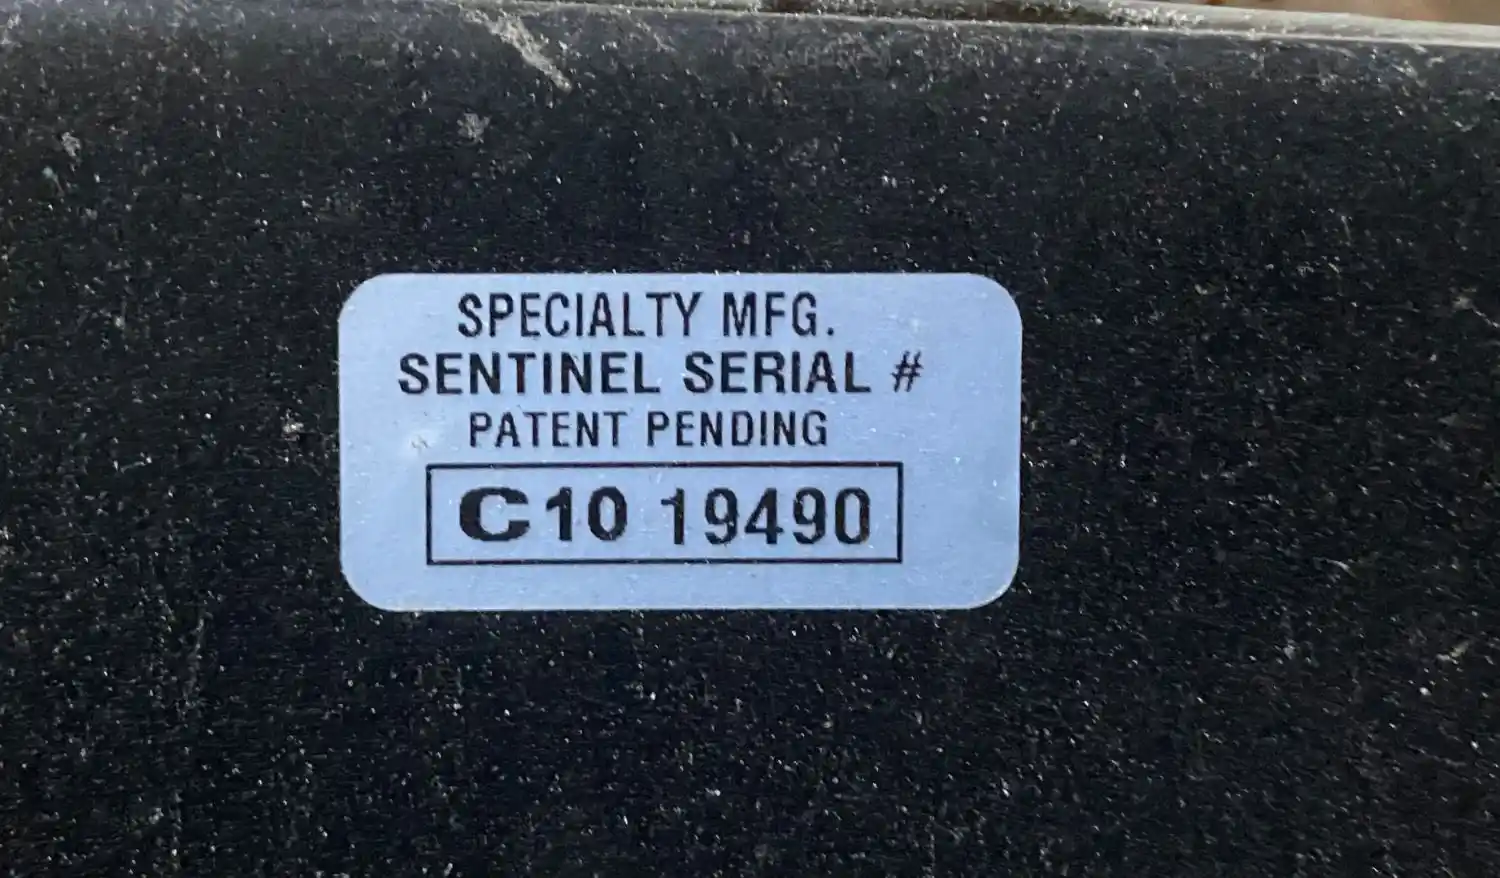 SPECIALTY MFG.
SENTINEL SERIAL #
PATENT PENDING
C10 19490